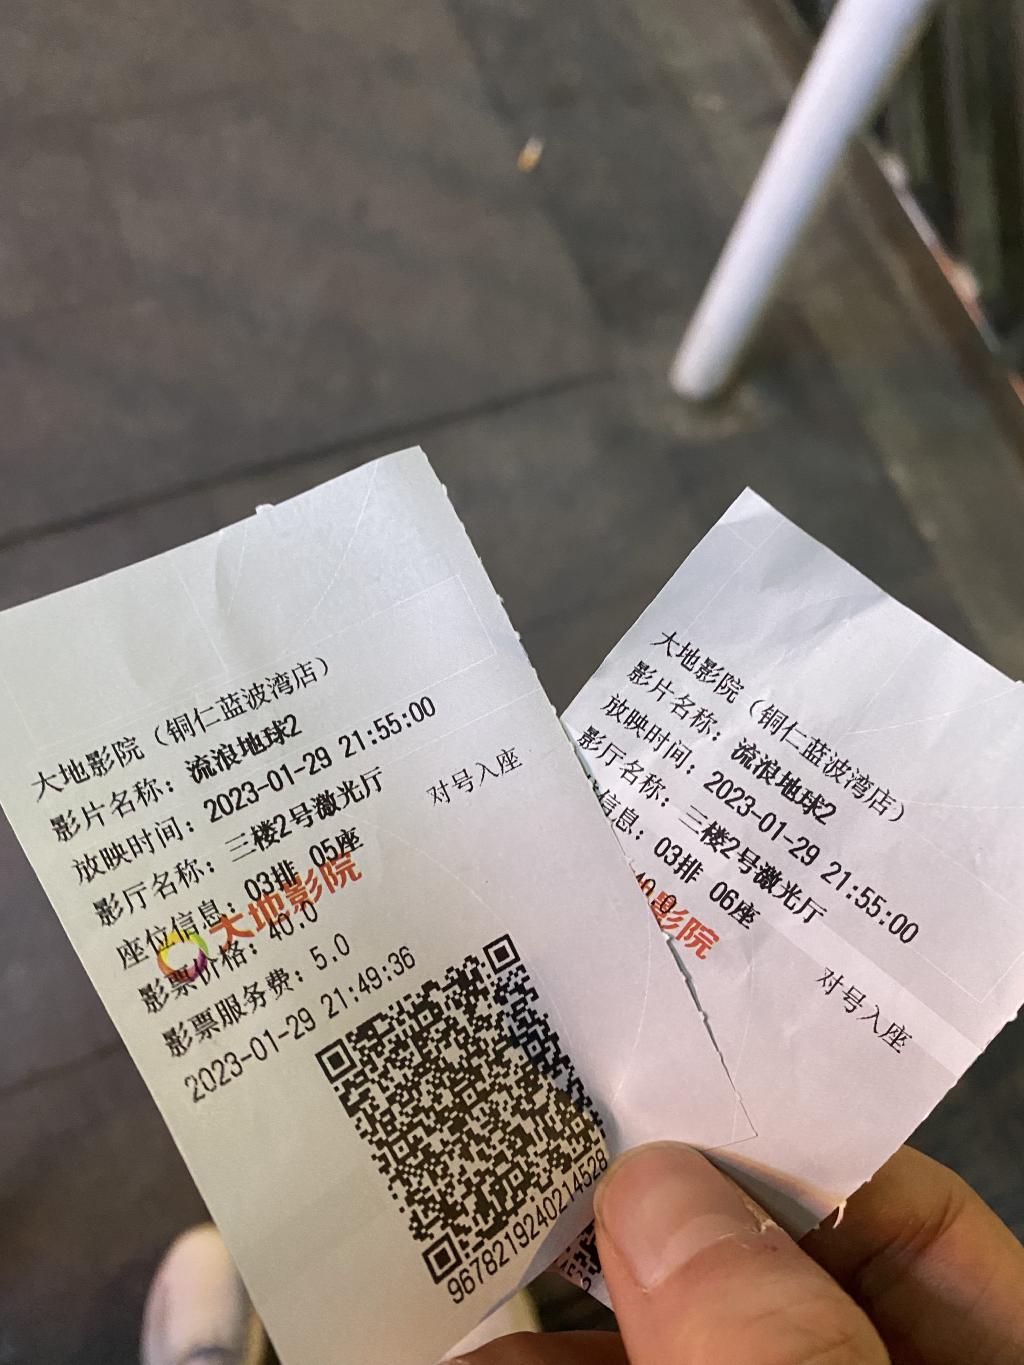 大地影院（铜仁蓝波湾店）
影片名称：流浪地球2
放映时间：2023-01-29 21:55:00
影厅名称：三楼2号激光厅
对号入座
座位信息：03排 05座
大地影院
影票价格：40.0
影票服务费：5.0
2023-01-29 21:49:36
9678219240214528
大地影院（铜仁蓝波湾店）
影片名称：流浪地球2
放映时间：2023-01-29 21:55:00
影厅名称：三楼2号激光厅
信息：03排 06座
40.0
影院
对号入座